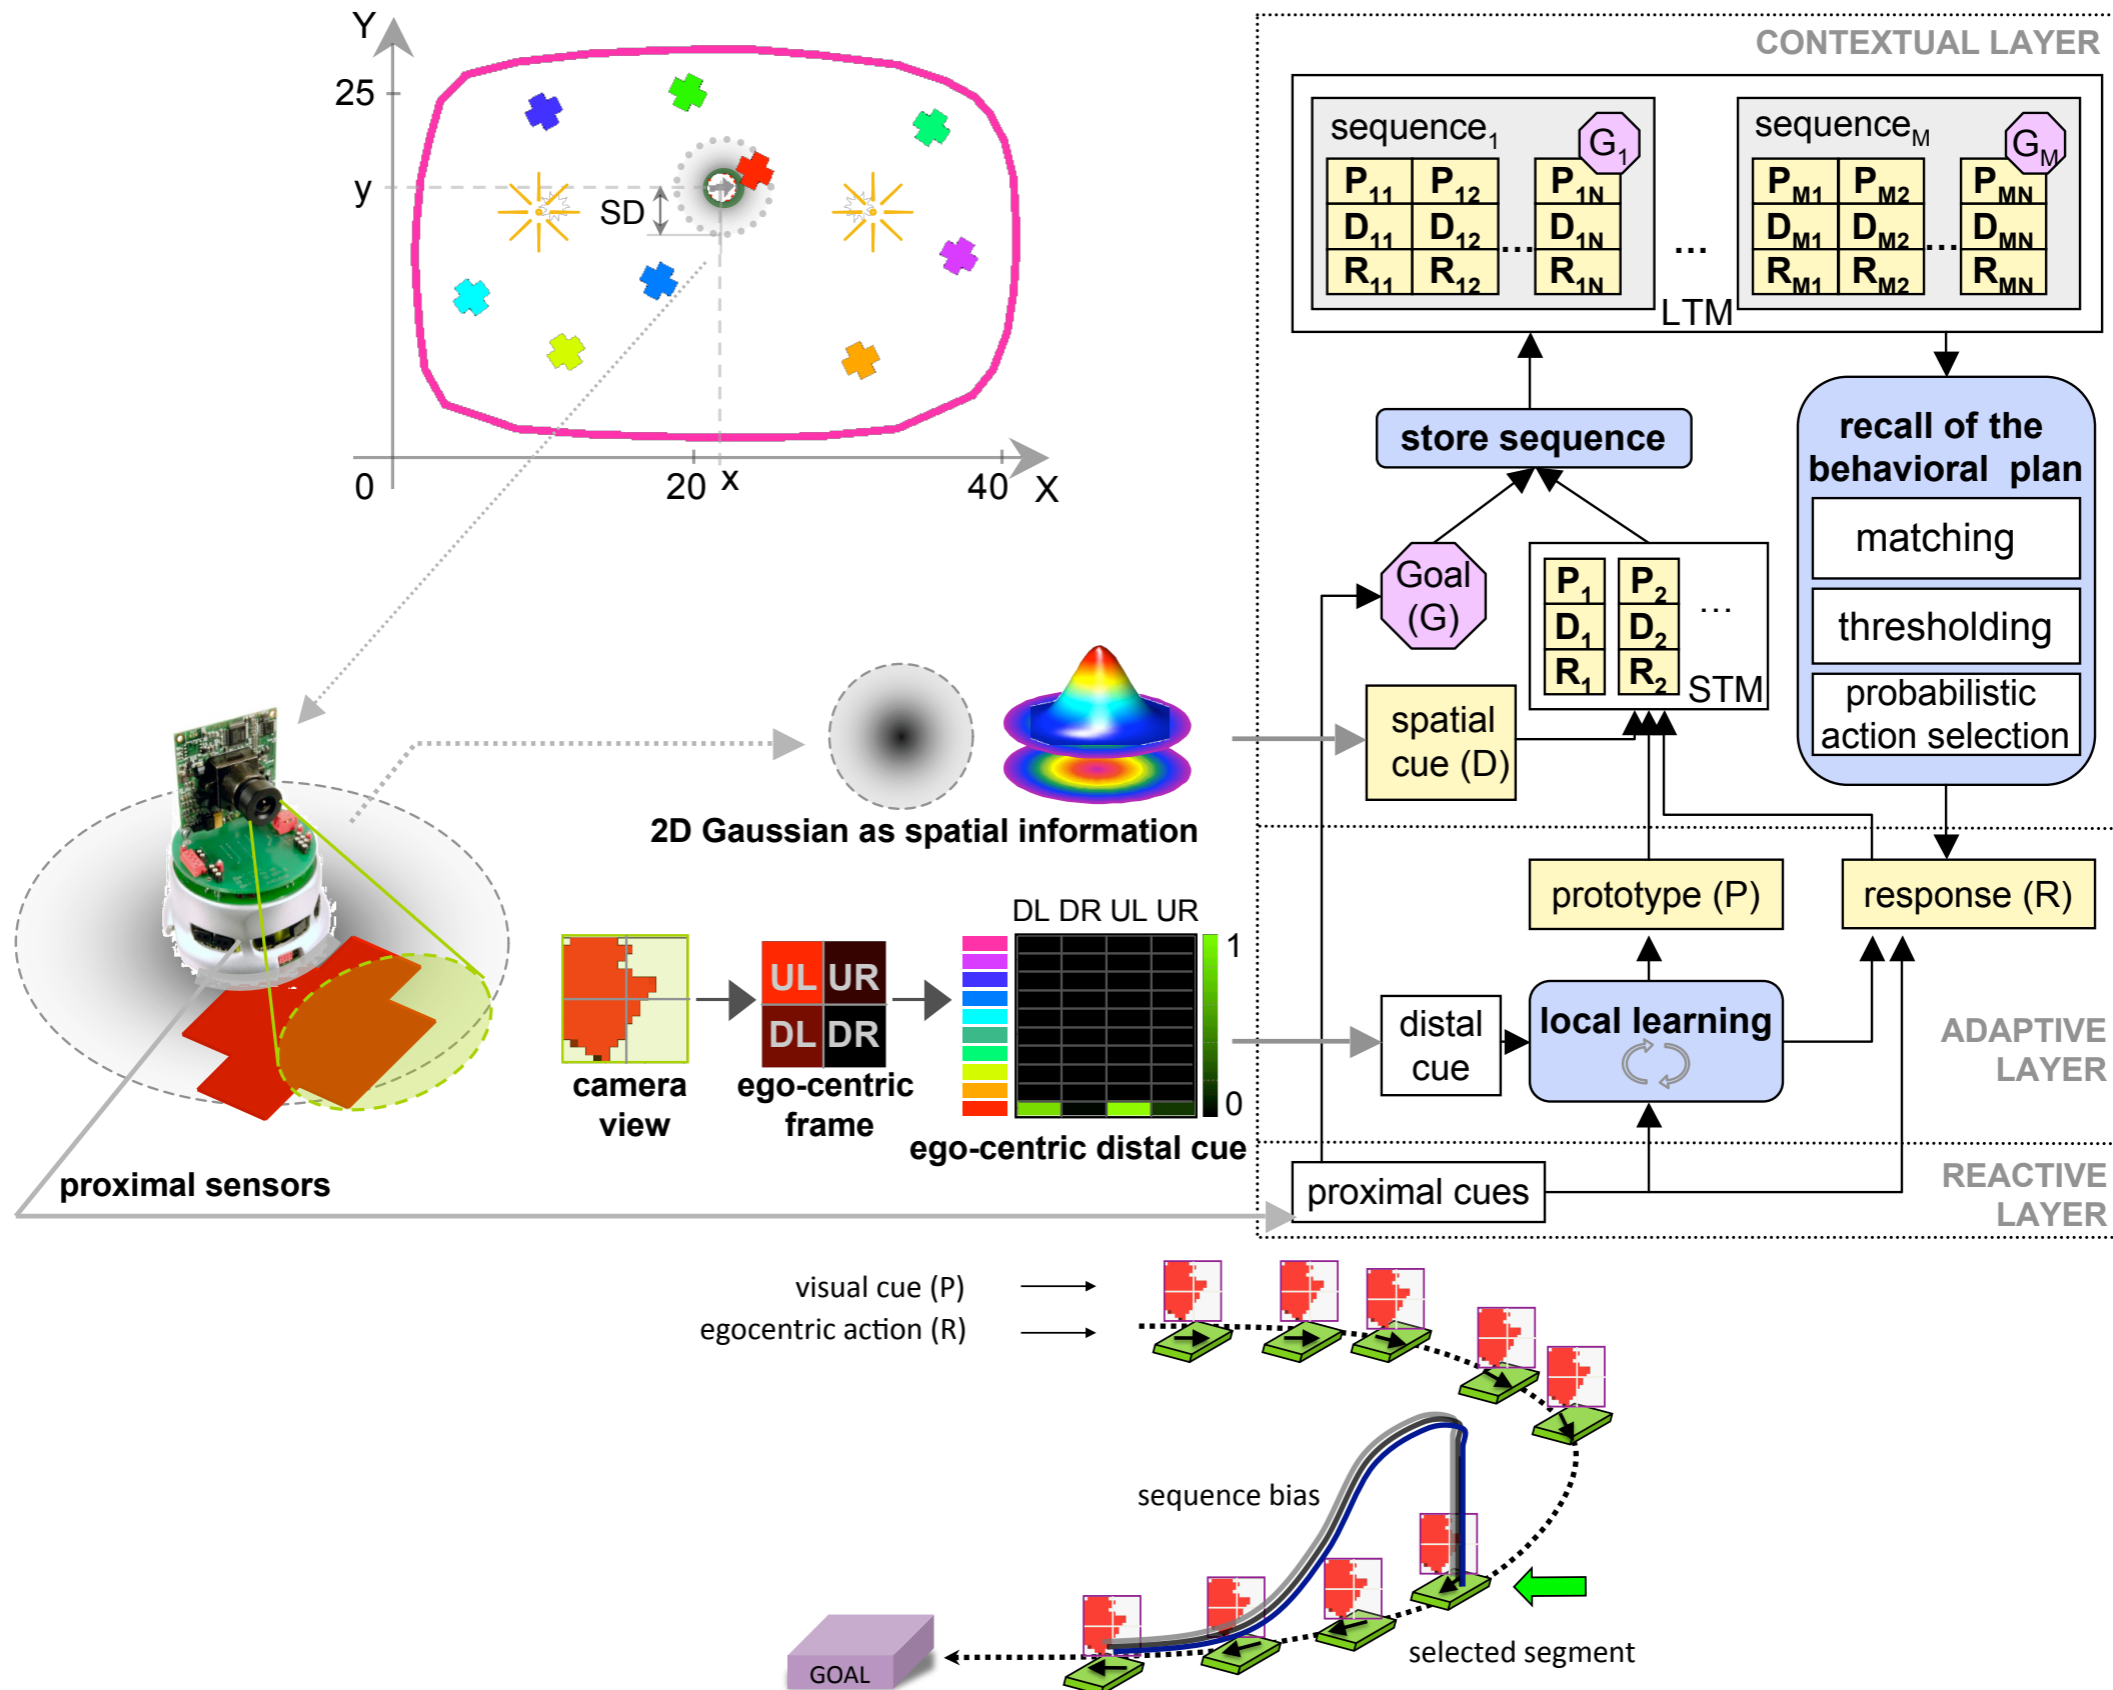 Y
25
y
SD
0
20
x
40
X
CONTEXTUAL LAYER
sequence1
G1
P11 P12 P1N
D11 D12 ... D1N
R11 R12 R1N
...
sequenceM
GM
PM1 PM2 PMN
DM1 DM2 ... DMN
RM1 RM2 RMN
LTM
store sequence
recall of the
behavioral plan
matching
thresholding
probabilistic
action selection
Goal
(G)
P1 P2
D1 D2
R1 R2
...
STM
spatial
cue (D)
2D Gaussian as spatial information
prototype (P)
response (R)
DL DR UL UR
1
0
UL UR
DL DR
camera
view
ego-centric
frame
ego-centric distal cue
distal
cue
local learning
ADAPTIVE
LAYER
proximal sensors
proximal cues
REACTIVE
LAYER
visual cue (P)
egocentric action (R)
sequence bias
selected segment
GOAL